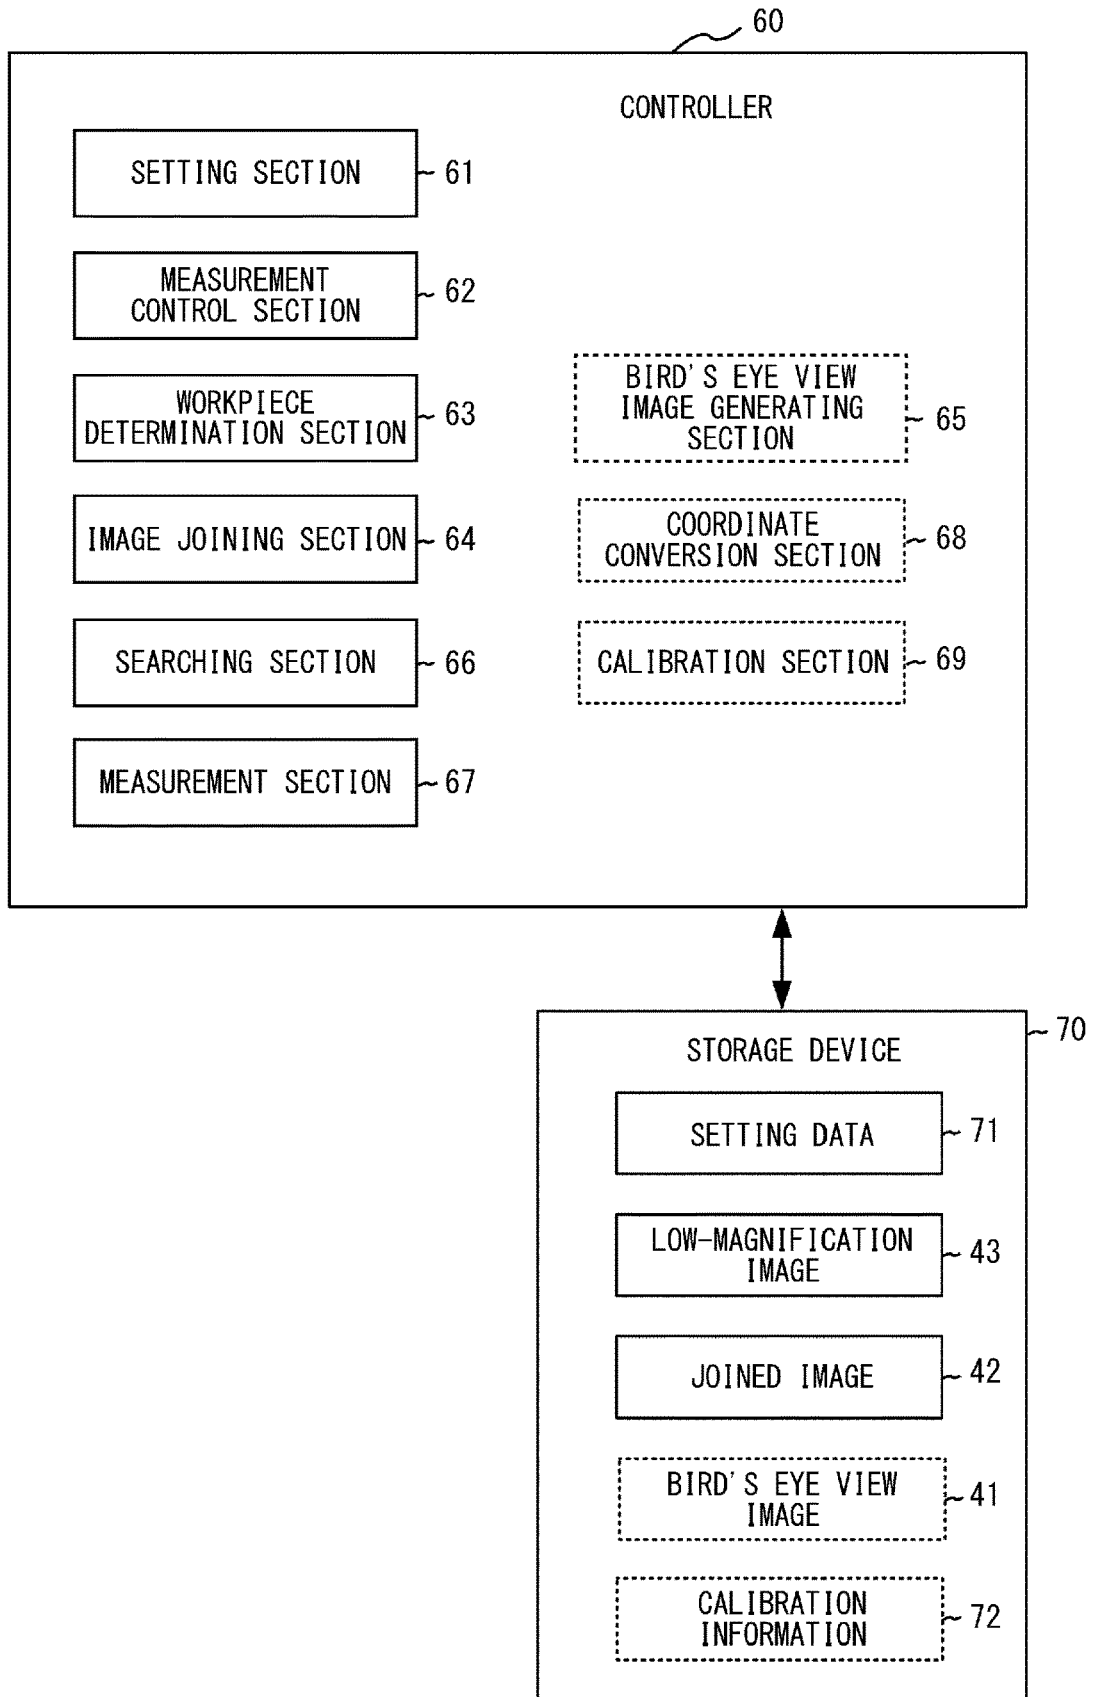 60
CONTROLLER
SETTING SECTION
61
MEASUREMENT
CONTROL SECTION
62
WORKPIECE
DETERMINATION SECTION
63
IMAGE JOINING SECTION
64
SEARCHING SECTION
66
MEASUREMENT SECTION
67
BIRD'S EYE VIEW
IMAGE GENERATING
SECTION
65
COORDINATE
CONVERSION SECTION
68
CALIBRATION SECTION
69
70
STORAGE DEVICE
SETTING DATA
71
LOW-MAGNIFICATION
IMAGE
43
JOINED IMAGE
42
BIRD'S EYE VIEW
IMAGE
41
CALIBRATION
INFORMATION
72